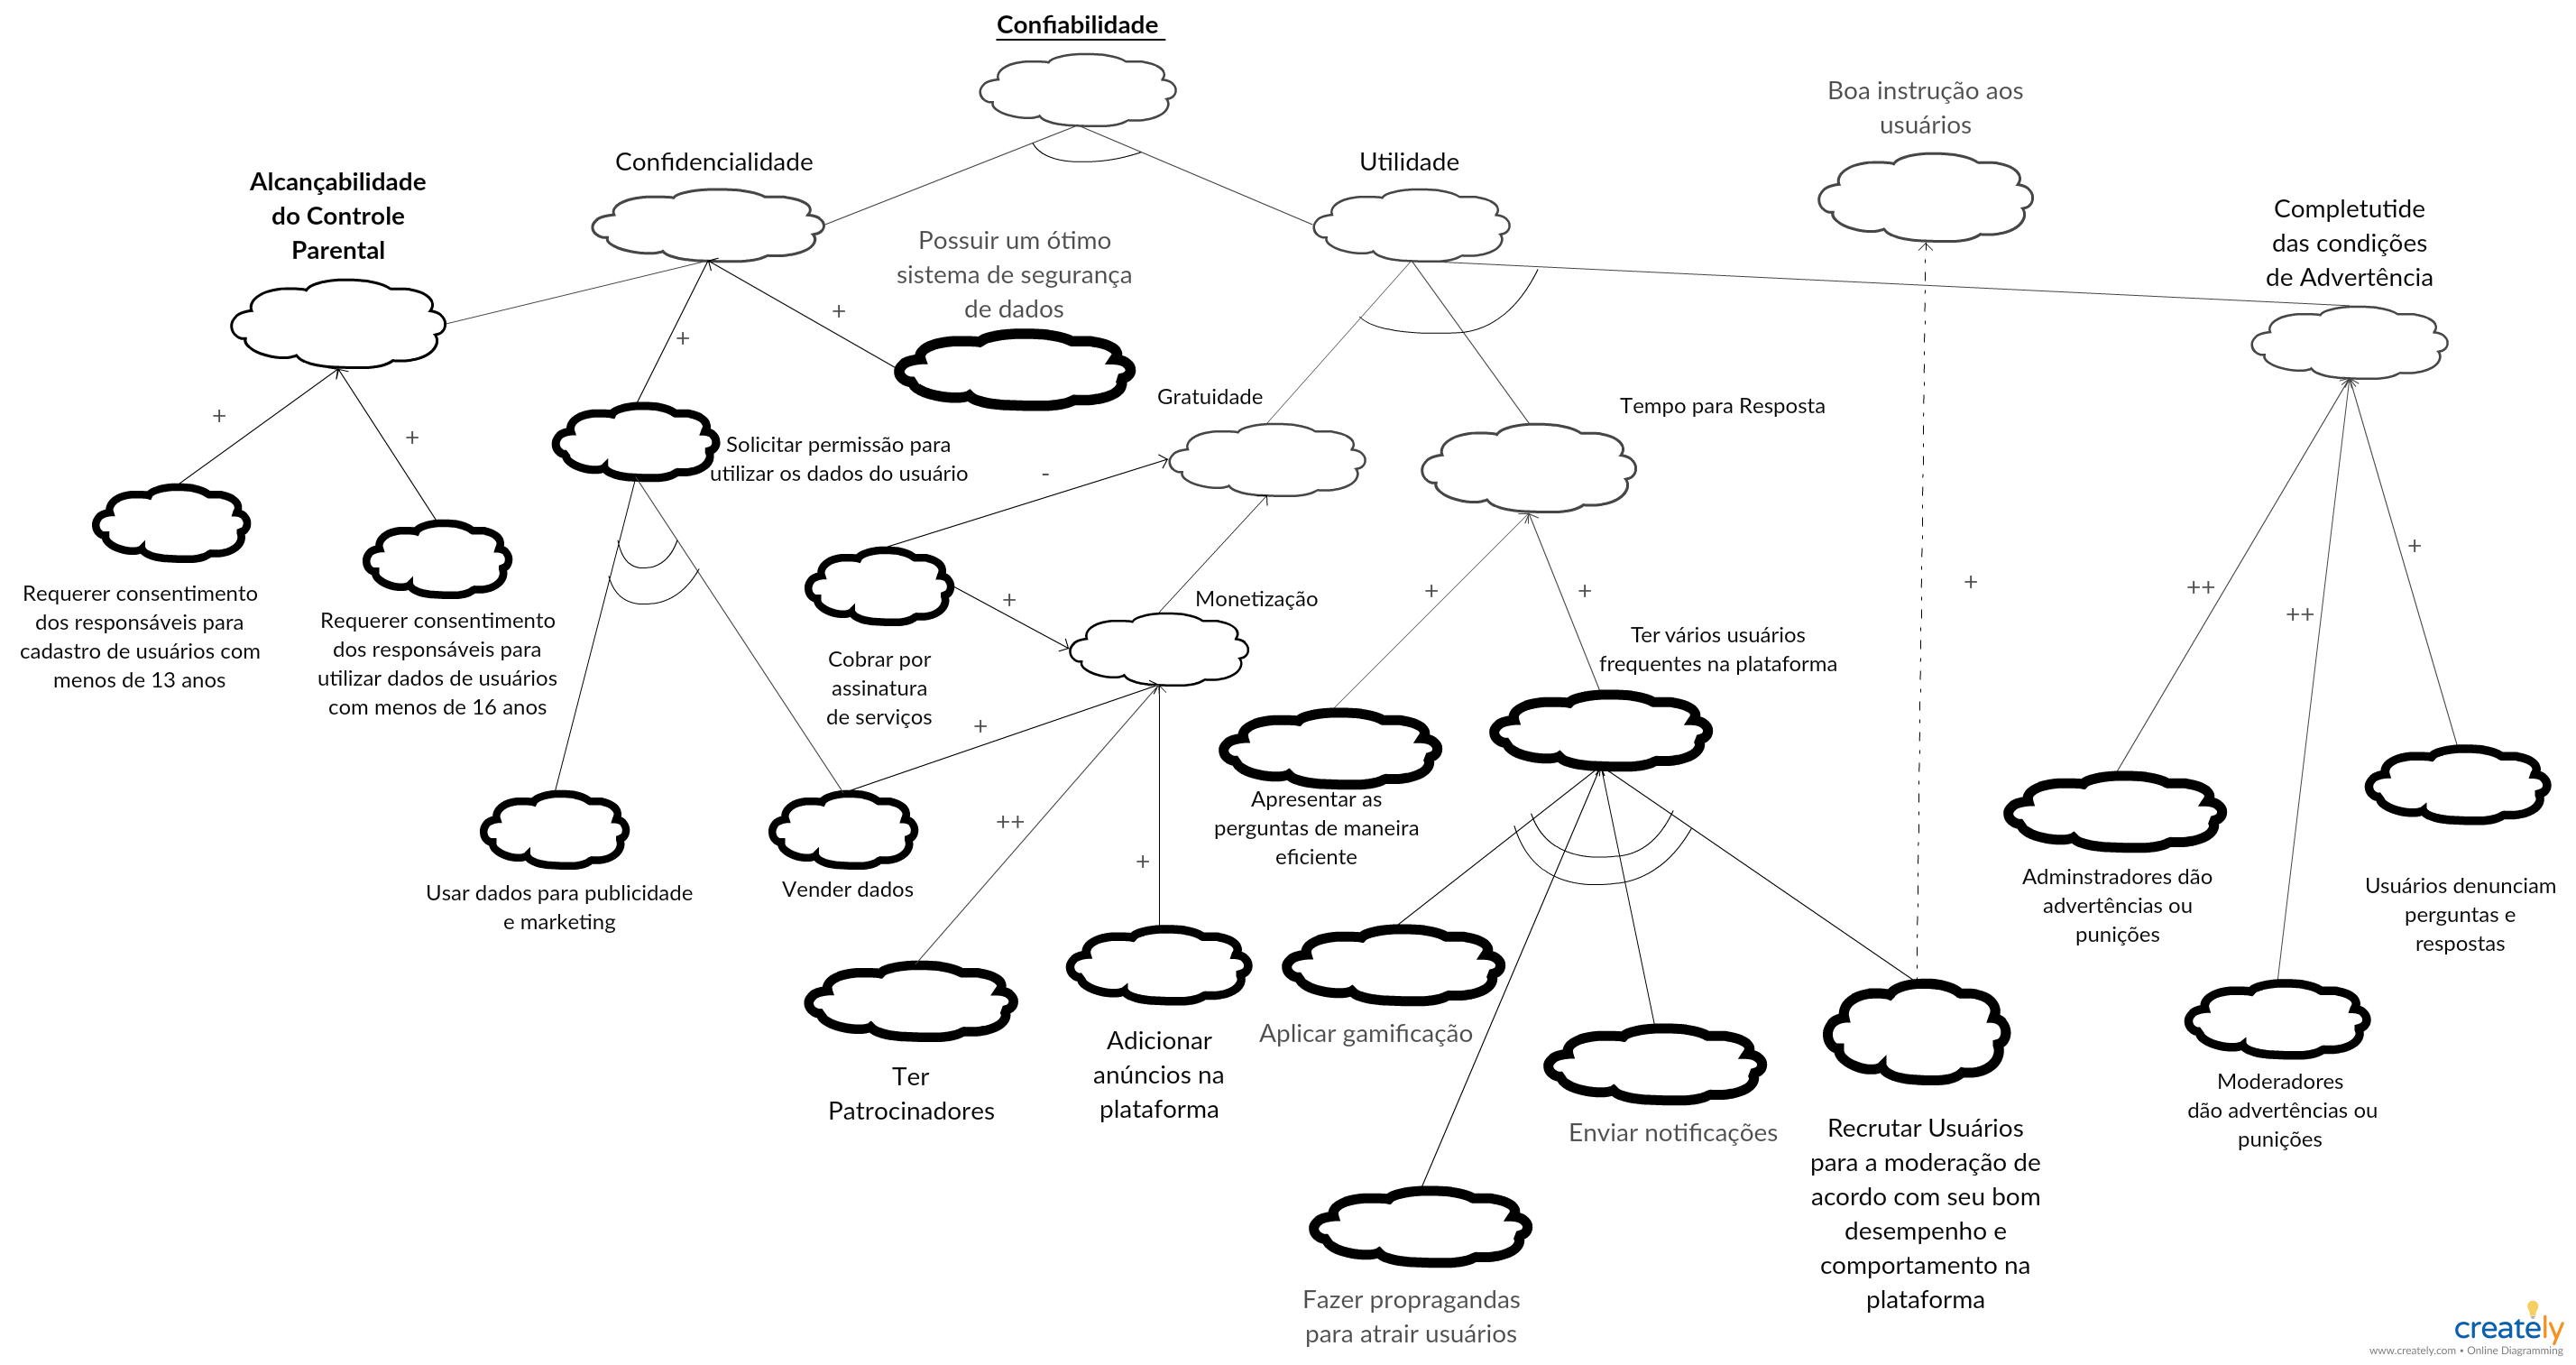 Confiabilidade
Boa instrução aos
usuários
Confidencialidade
Utilidade
Alcançabilidade
do Controle
Parental
Completutide
das condições
de Advertência
Possuir um ótimo
sistema de segurança
de dados
+
+
Gratuidade
Tempo para Resposta
+
+
Solicitar permissão para
utilizar os dados do usuário
-
+
++
++
+
+
+
Requerer consentimento
dos responsáveis para
cadastro de usuários com
menos de 13 anos
Requerer consentimento
dos responsáveis para
utilizar dados de usuários
com menos de 16 anos
+
Monetização
Cobrar por
assinatura
de serviços
Ter vários usuários
frequentes na plataforma
+
++
+
Apresentar as
perguntas de maneira
eficiente
Usar dados para publicidade
e marketing
Vender dados
Adminstradores dão
advertências ou
punições
Usuários denunciam
perguntas e
respostas
Ter
Patrocinadores
Adicionar
anúncios na
plataforma
Aplicar gamificação
Enviar notificações
Recrutar Usuários
para a moderação de
acordo com seu bom
desempenho e
comportamento na
plataforma
Moderadores
dão advertências ou
punições
Fazer propragandas
para atrair usuários
creately
www.creately.com • Online Diagramming